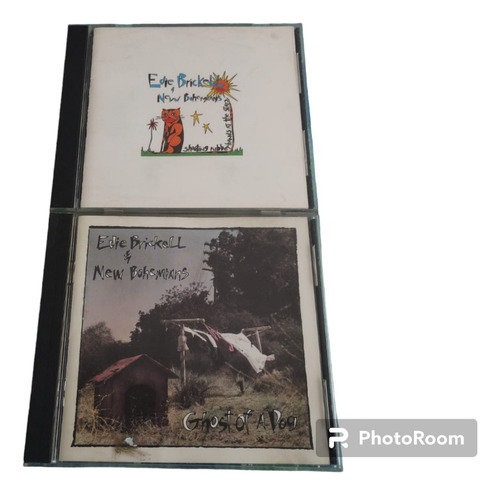 Edie Brickell
&
New Bohemians
shooting rubberbands at the stars
Edie Brickell
&
New Bohemians
Ghost of A Dog
PhotoRoom